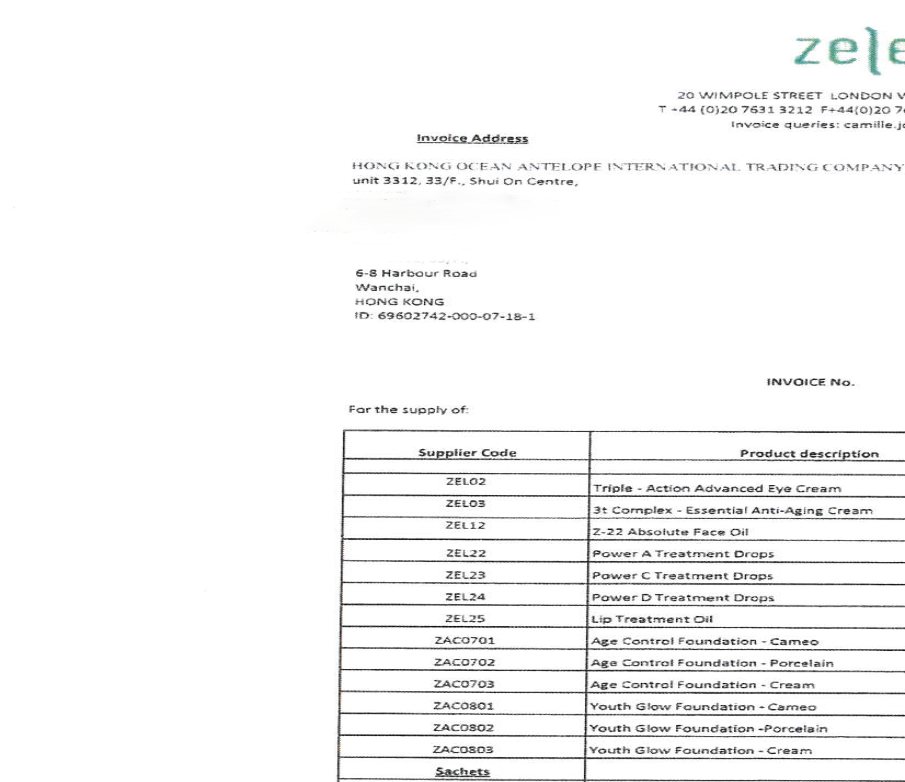 zele
20 WIMPOLE STREET LONDON
T +44 (0)20 7631 3212 F+44(0)20
Invoice queries: camille.j
Invoice Address
HONG KONG OCEAN ANTELOPE INTERNATIONAL TRADING COMPANY
unit 3312, 33/F., Shui On Centre,
6-8 Harbour Road
Wanchai,
HONG KONG
ID: 69602742-000-07-18-1
INVOICE No.
For the supply of:
Supplier Code Product description
ZEL02 Triple - Action Advanced Eye Cream
ZEL03 3t Complex - Essential Anti-Aging Cream
ZEL12 Z-22 Absolute Face Oil
ZEL22 Power A Treatment Drops
ZEL23 Power C Treatment Drops
ZEL24 Power D Treatment Drops
ZEL25 Lip Treatment Oil
ZAC0701 Age Control Foundation - Cameo
ZAC0702 Age Control Foundation - Porcelain
ZAC0703 Age Control Foundation - Cream
ZAC0801 Youth Glow Foundation - Cameo
ZAC0802 Youth Glow Foundation -Porcelain
ZAC0803 Youth Glow Foundation - Cream
Sachets